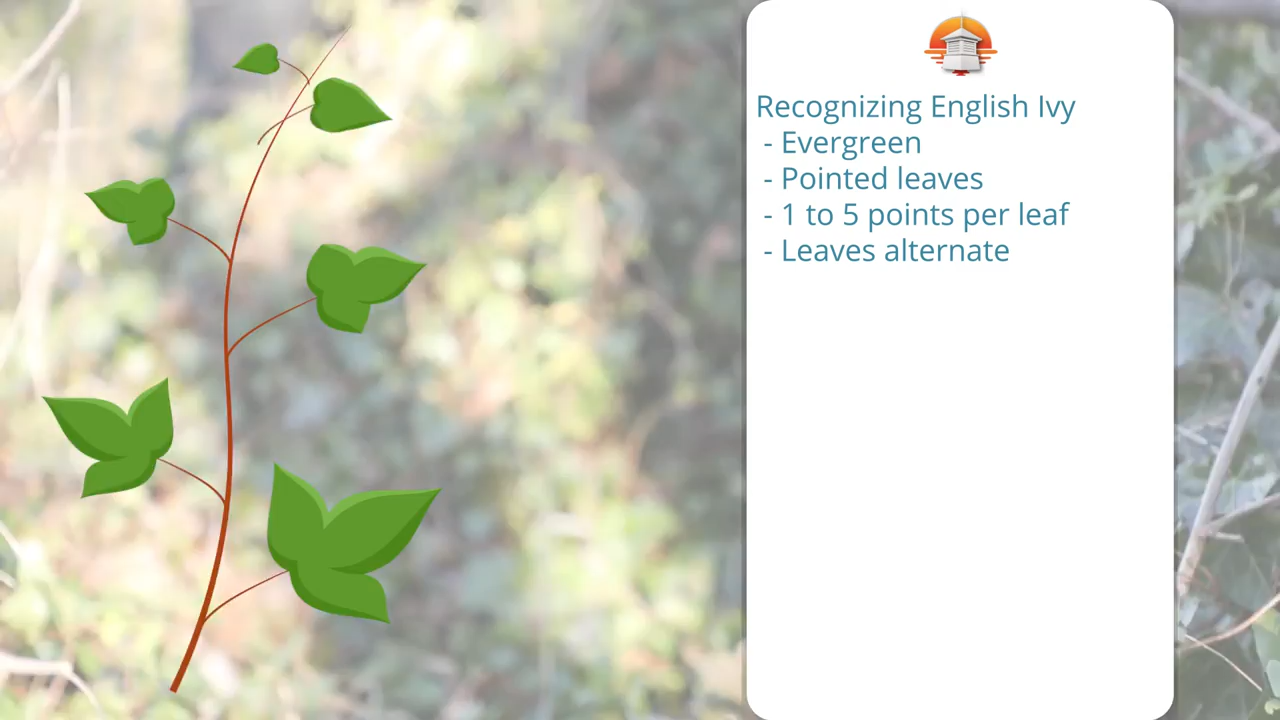 Recognizing English Ivy
- Evergreen
- Pointed leaves
- 1 to 5 points per leaf
- Leaves alternate